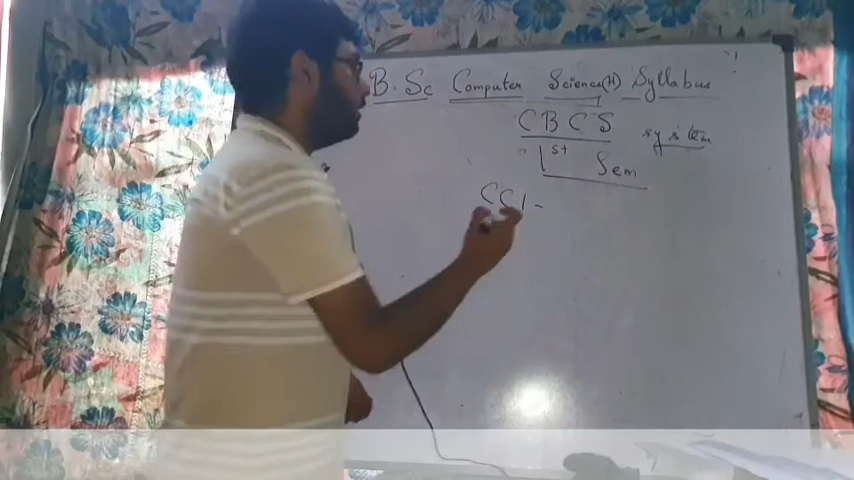 B.Sc Computer Science(H) Syllabus
CBCS system
1st Sem
CC1-